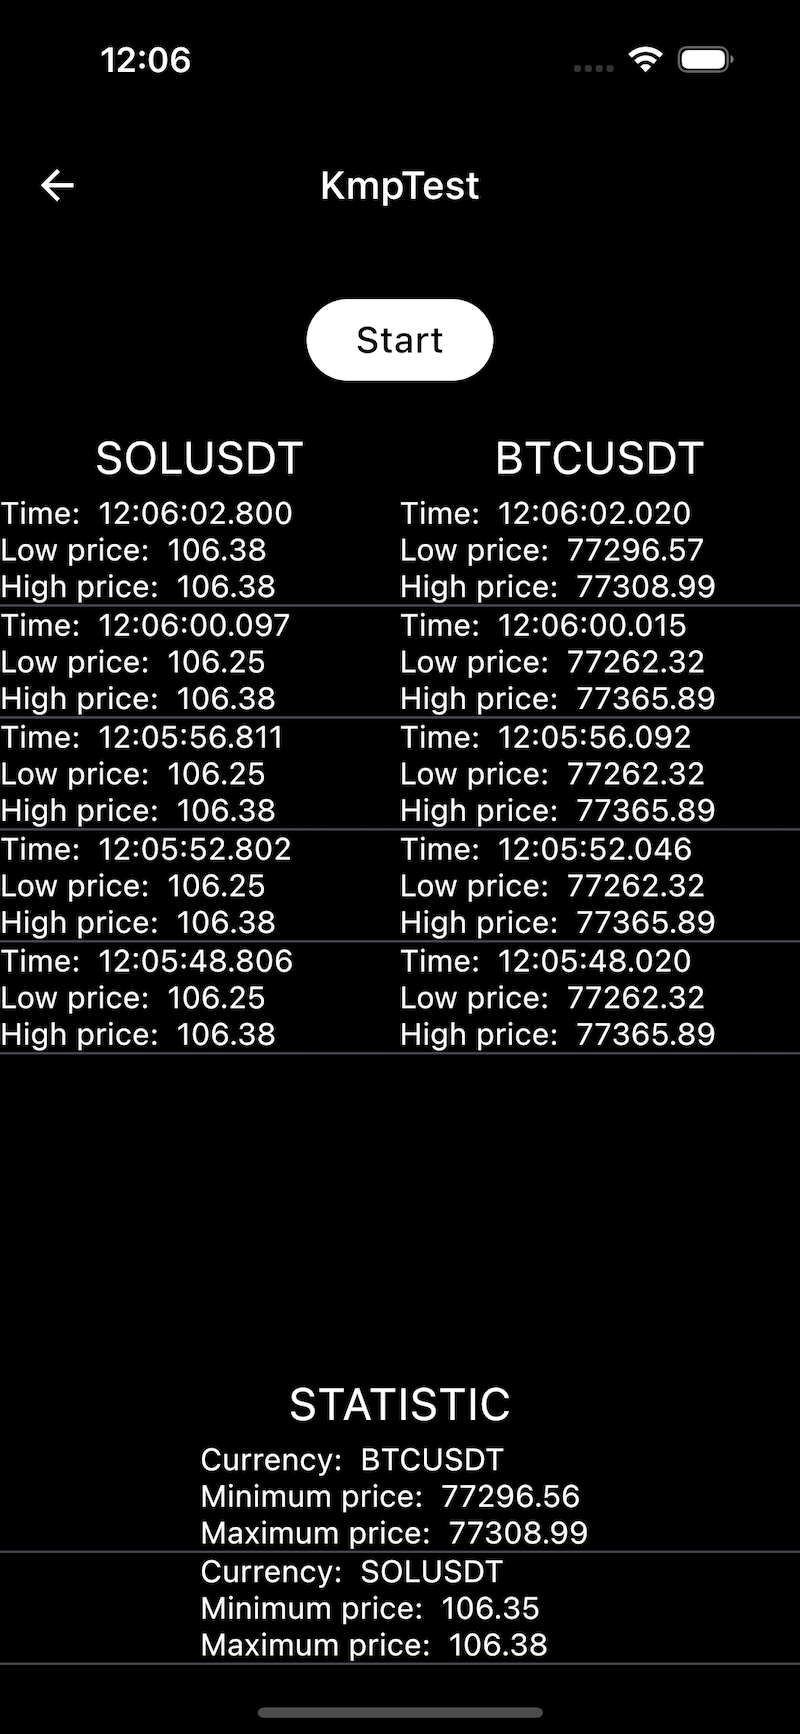 12:06
KmpTest
Start
SOLUSDT
Time: 12:06:02.800
Low price: 106.38
High price: 106.38
Time: 12:06:00.097
Low price: 106.25
High price: 106.38
Time: 12:05:56.811
Low price: 106.25
High price: 106.38
Time: 12:05:52.802
Low price: 106.25
High price: 106.38
Time: 12:05:48.806
Low price: 106.25
High price: 106.38
BTCUSDT
Time: 12:06:02.020
Low price: 77296.57
High price: 77308.99
Time: 12:06:00.015
Low price: 77262.32
High price: 77365.89
Time: 12:05:56.092
Low price: 77262.32
High price: 77365.89
Time: 12:05:52.046
Low price: 77262.32
High price: 77365.89
Time: 12:05:48.020
Low price: 77262.32
High price: 77365.89
STATISTIC
Currency: BTCUSDT
Minimum price: 77296.56
Maximum price: 77308.99
Currency: SOLUSDT
Minimum price: 106.35
Maximum price: 106.38